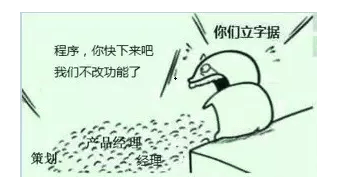 你们立字据
程序，你快下来吧
我们不改功能了
产品经理
策划
经理